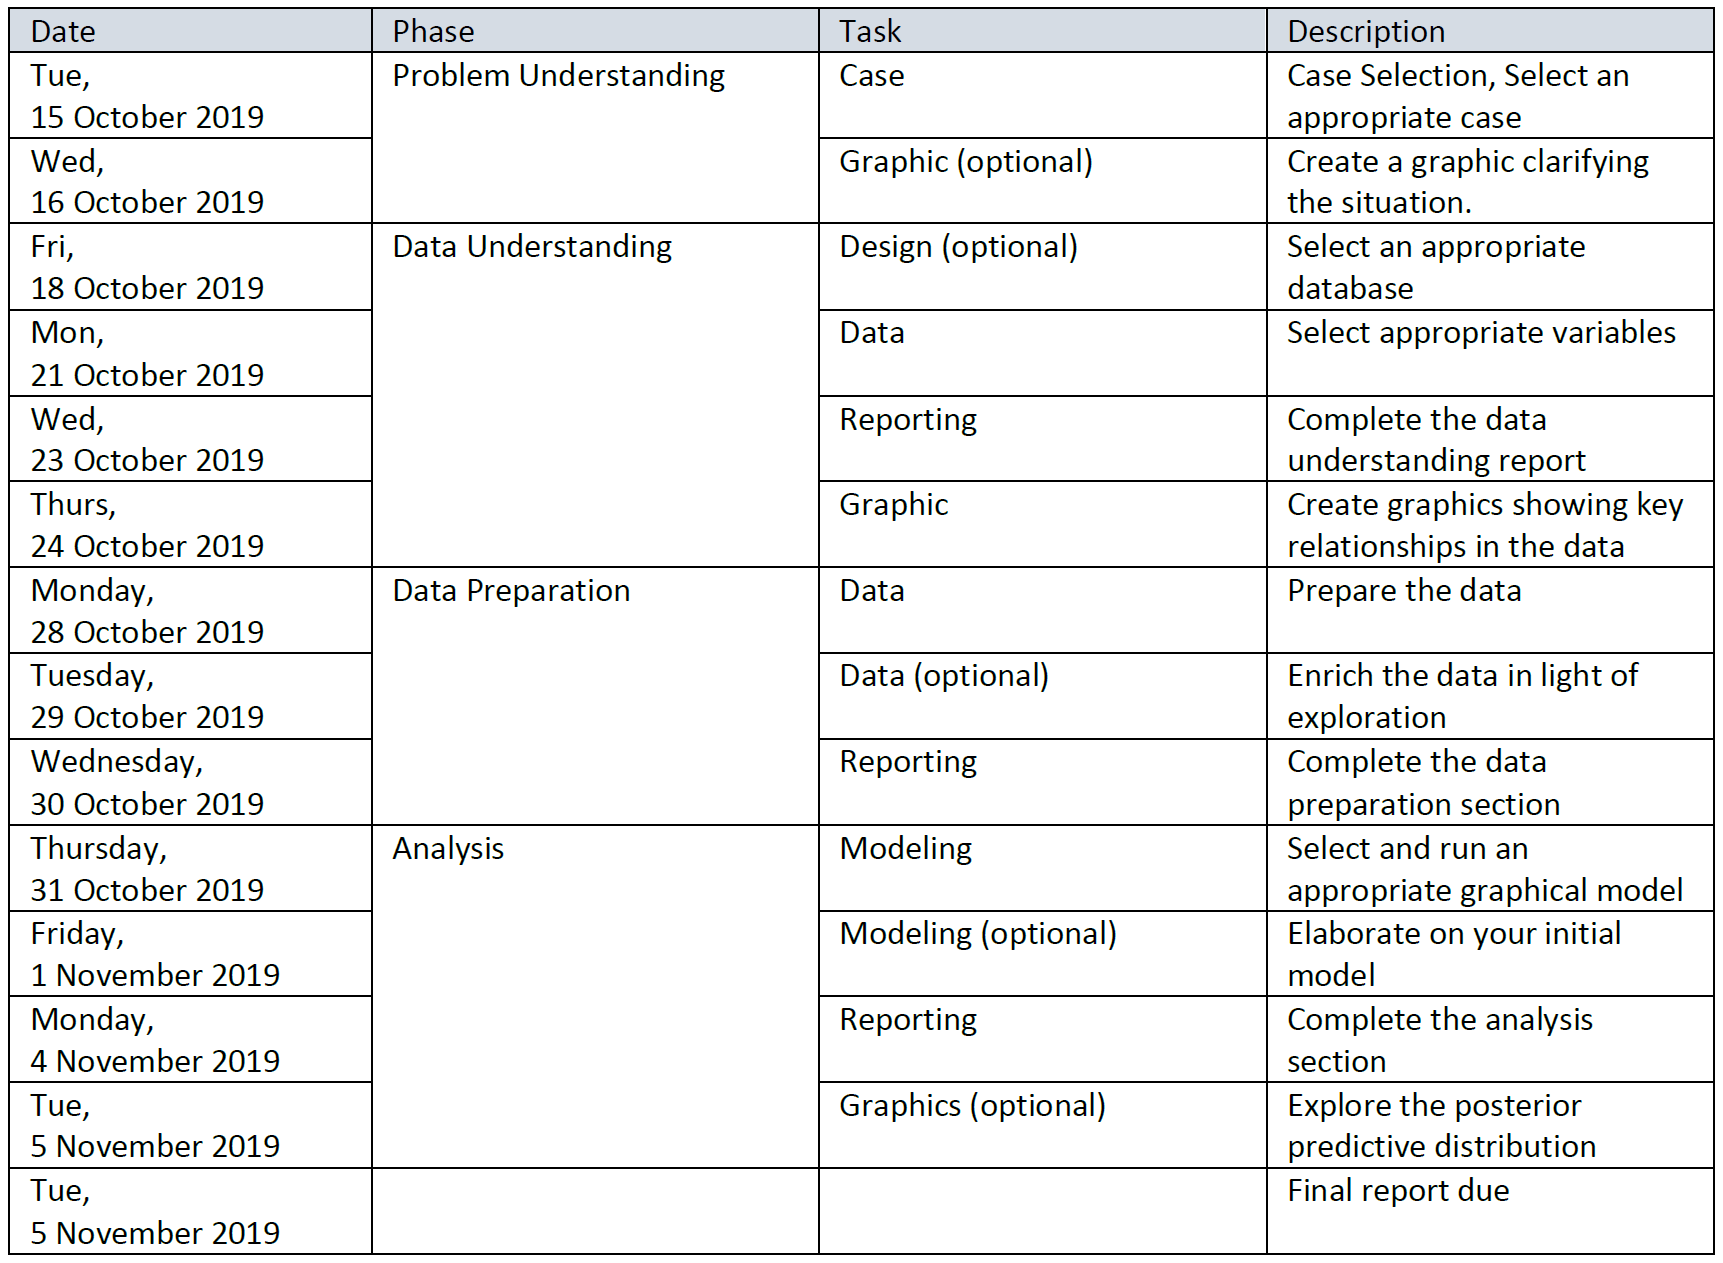 Date Phase Task Description
Tue, Problem Understanding Case Case Selection, Select an
15 October 2019 appropriate case
Wed, Graphic (optional) Create a graphic clarifying
16 October 2019 the situation.
Fri, Data Understanding Design (optional) Select an appropriate
18 October 2019 database
Mon, Data Select appropriate variables
21 October 2019
Wed, Reporting Complete the data
23 October 2019 understanding report
Thurs, Graphic Create graphics showing key
24 October 2019 relationships in the data
Monday, Data Preparation Data Prepare the data
28 October 2019
Tuesday, Data (optional) Enrich the data in light of
29 October 2019 exploration
Wednesday, Reporting Complete the data
30 October 2019 preparation section
Thursday, Analysis Modeling Select and run an
31 October 2019 appropriate graphical model
Friday, Modeling (optional) Elaborate on your initial
1 November 2019 model
Monday, Reporting Complete the analysis
4 November 2019 section
Tue, Graphics (optional) Explore the posterior
5 November 2019 predictive distribution
Tue, Final report due
5 November 2019